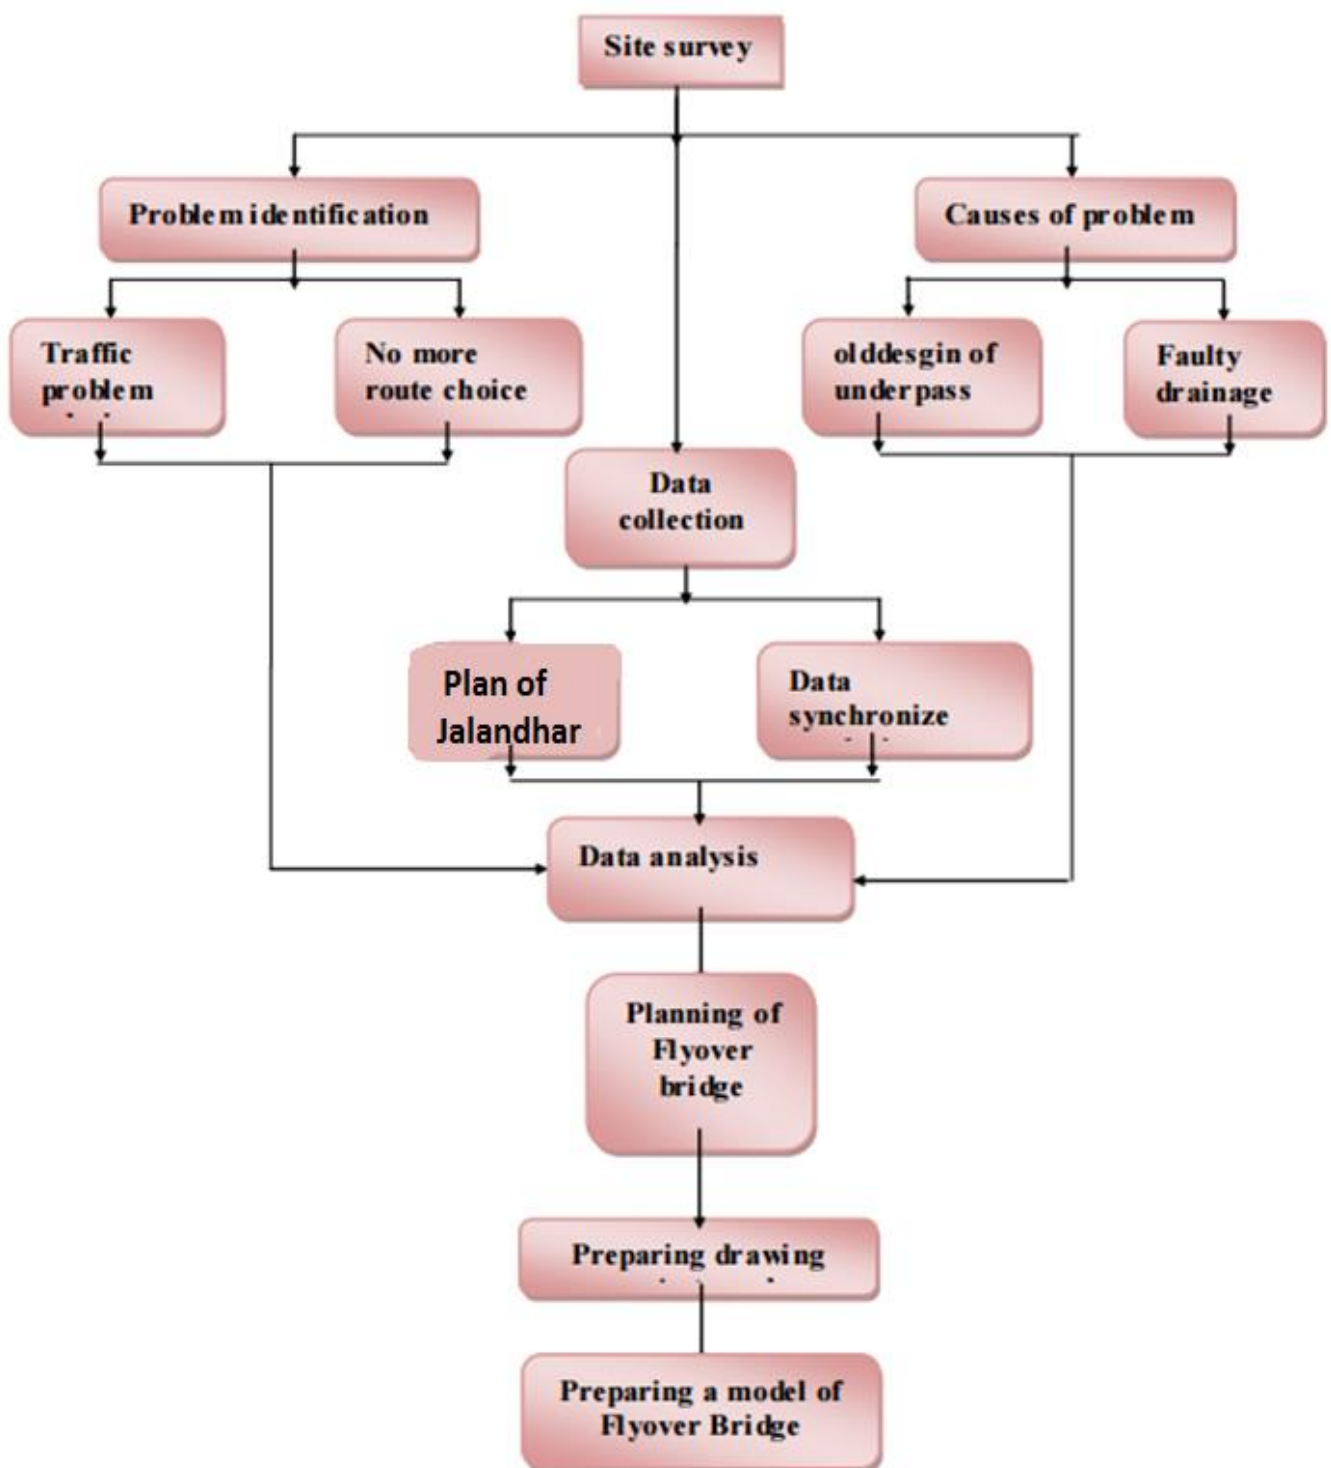 Site survey
Problem identification
Causes of problem
Traffic
problem
No more
route choice
olddesgin of
underpass
Faulty
drainage
Data
collection
Plan of
Jalandhar
Data
synchronize
Data analysis
Planning of
Flyover
bridge
Preparing drawing
Preparing a model of
Flyover Bridge